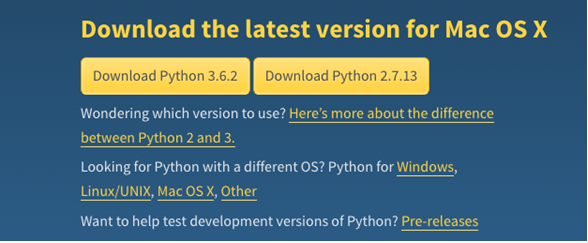 Download the latest version for Mac OS X
Download Python 3.6.2 Download Python 2.7.13
Wondering which version to use? Here’s more about the difference
between Python 2 and 3.
Looking for Python with a different OS? Python for Windows,
Linux/UNIX, Mac OS X, Other
Want to help test development versions of Python? Pre-releases